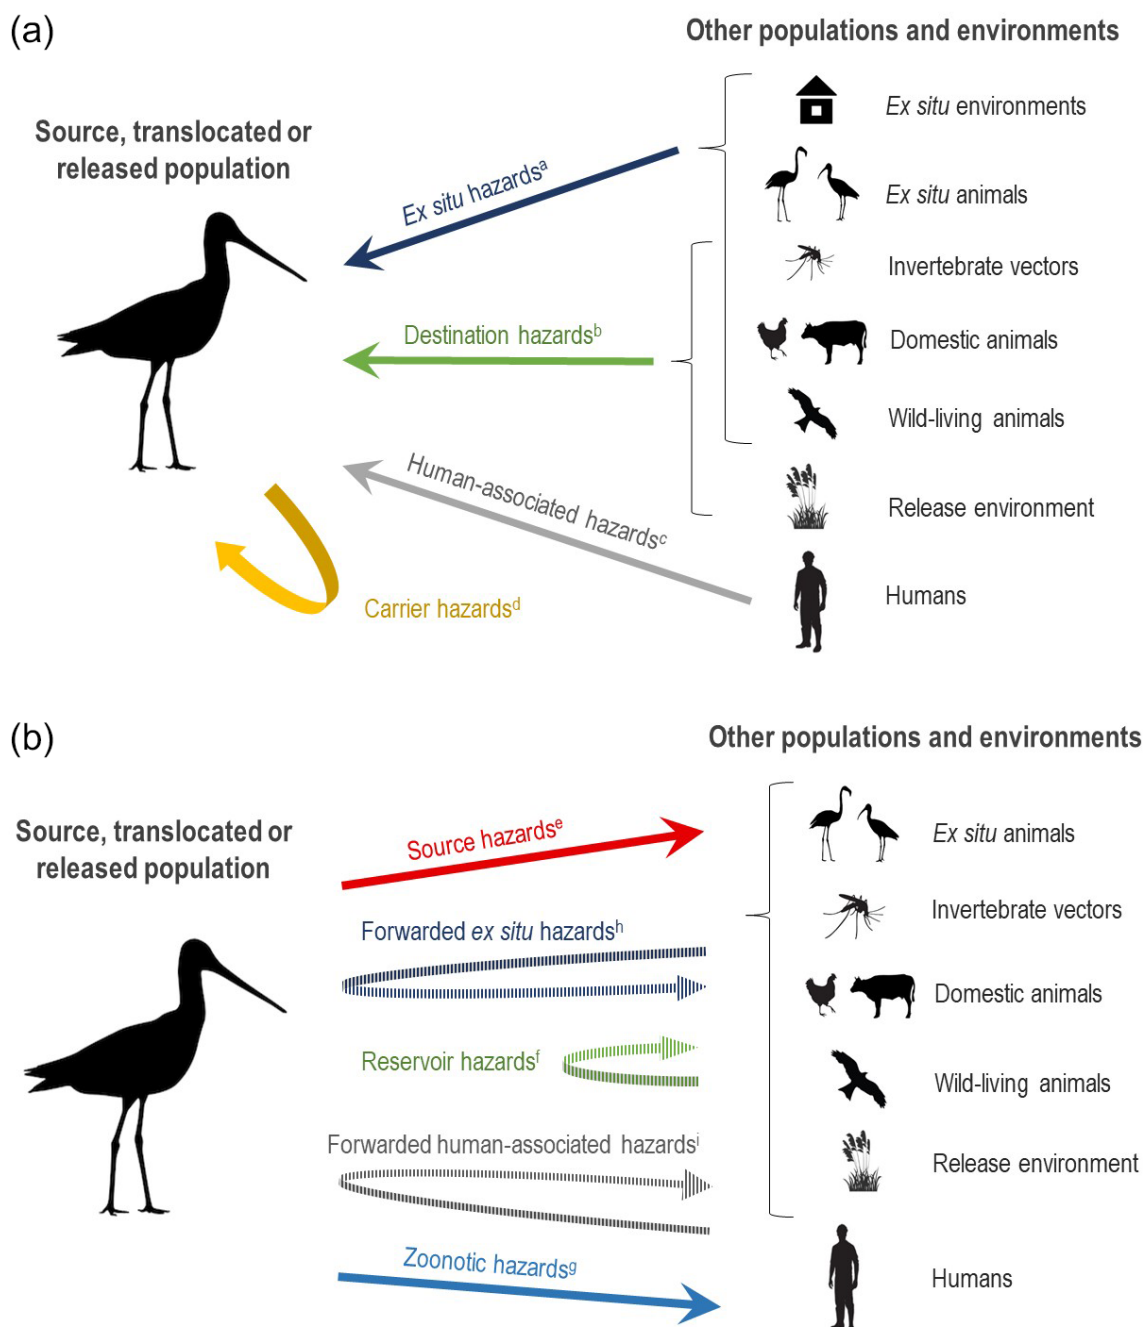 (a)
Other populations and environments
Source, translocated or
released population
Ex situ hazardsᵃ
Destination hazardsᵇ
Human-associated hazardsᶜ
Carrier hazardsᵈ
Ex situ environments
Ex situ animals
Invertebrate vectors
Domestic animals
Wild-living animals
Release environment
Humans
(b)
Other populations and environments
Source, translocated or
released population
Source hazardsᵉ
Forwarded ex situ hazardsʰ
Reservoir hazardsᶠ
Forwarded human-associated hazardsⁱ
Zoonotic hazardsᵍ
Ex situ animals
Invertebrate vectors
Domestic animals
Wild-living animals
Release environment
Humans